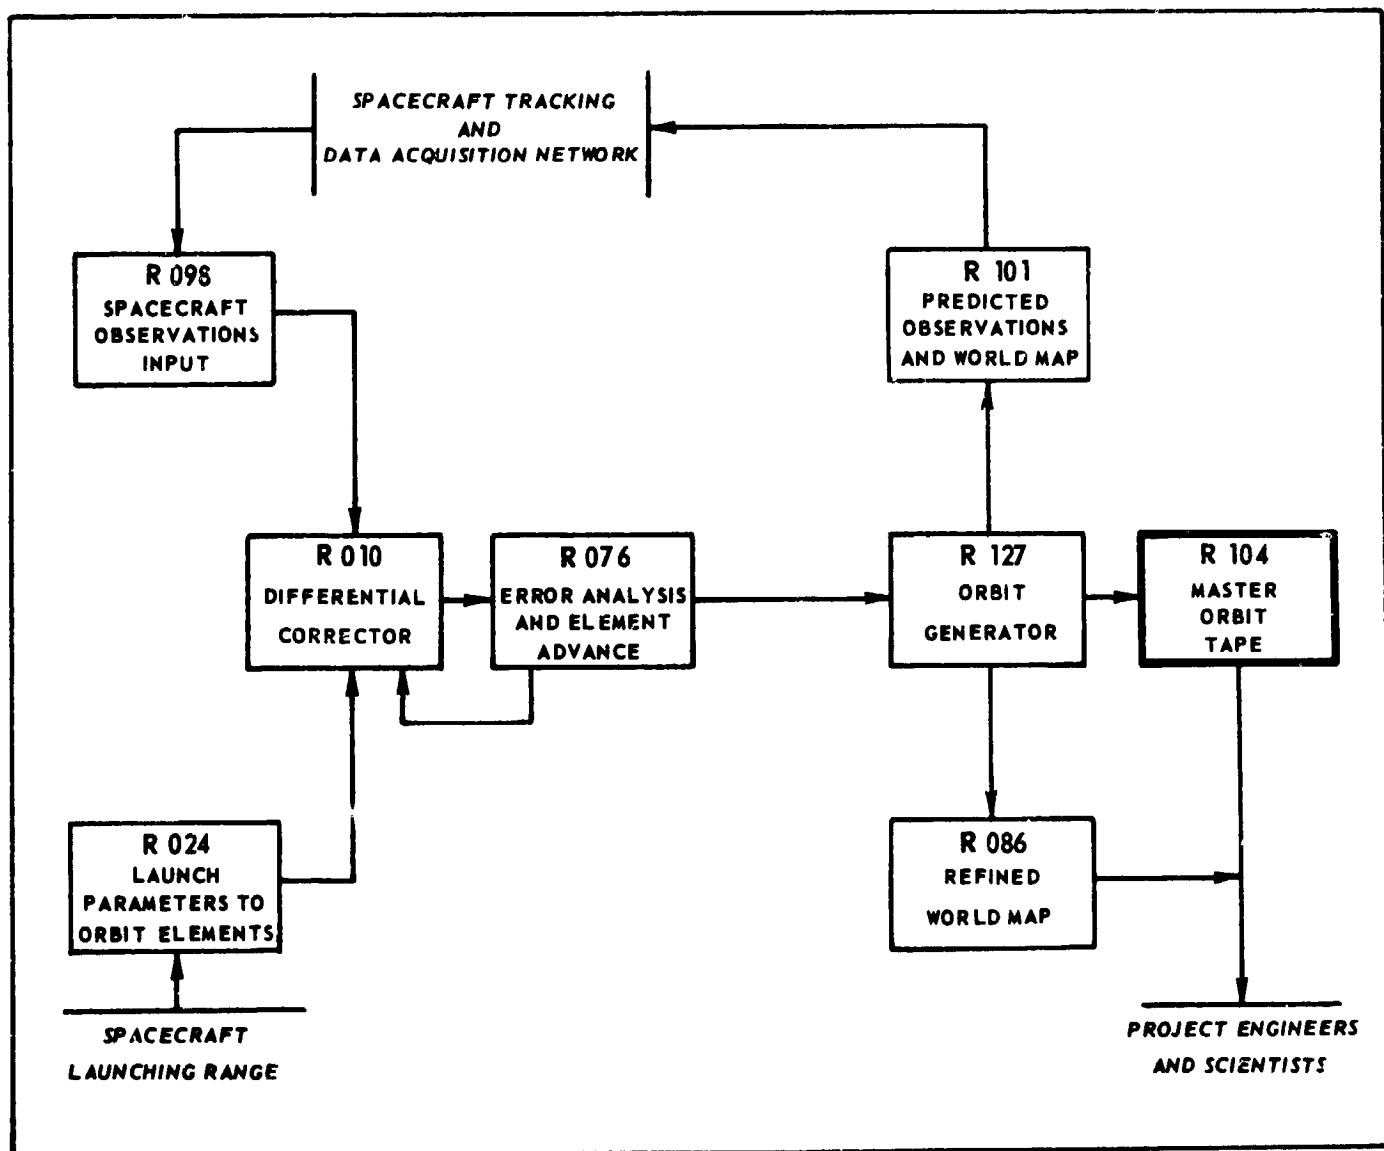 SPACECRAFT TRACKING
AND
DATA ACQUISITION NETWORK
R 098
SPACECRAFT
OBSERVATIONS
INPUT
R 101
PREDICTED
OBSERVATIONS
AND WORLD MAP
R 010
DIFFERENTIAL
CORRECTOR
R 076
ERROR ANALYSIS
AND ELEMENT
ADVANCE
R 127
ORBIT
GENERATOR
R 104
MASTER
ORBIT
TAPE
R 024
LAUNCH
PARAMETERS TO
ORBIT ELEMENTS
R 086
REFINED
WORLD MAP
SPACECRAFT
LAUNCHING RANGE
PROJECT ENGINEERS
AND SCIENTISTS